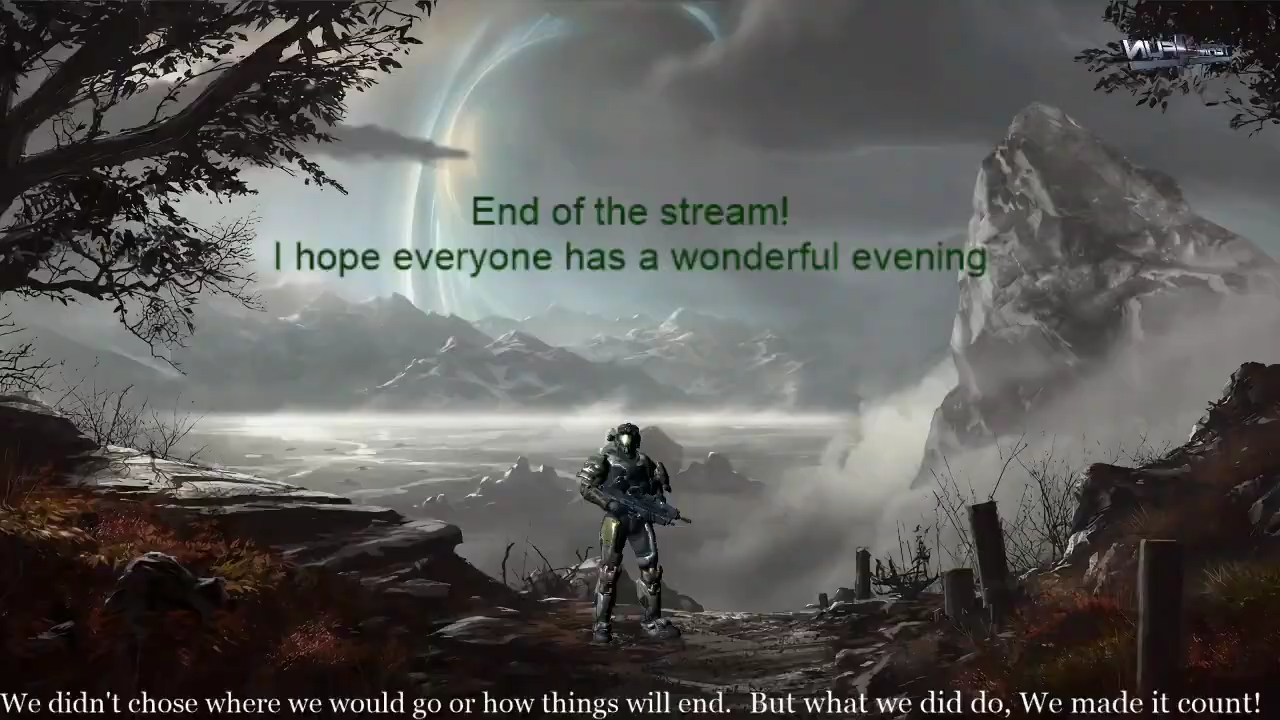 End of the stream!
I hope everyone has a wonderful evening
We didn't chose where we would go or how things will end.  But what we did do, We made it count!